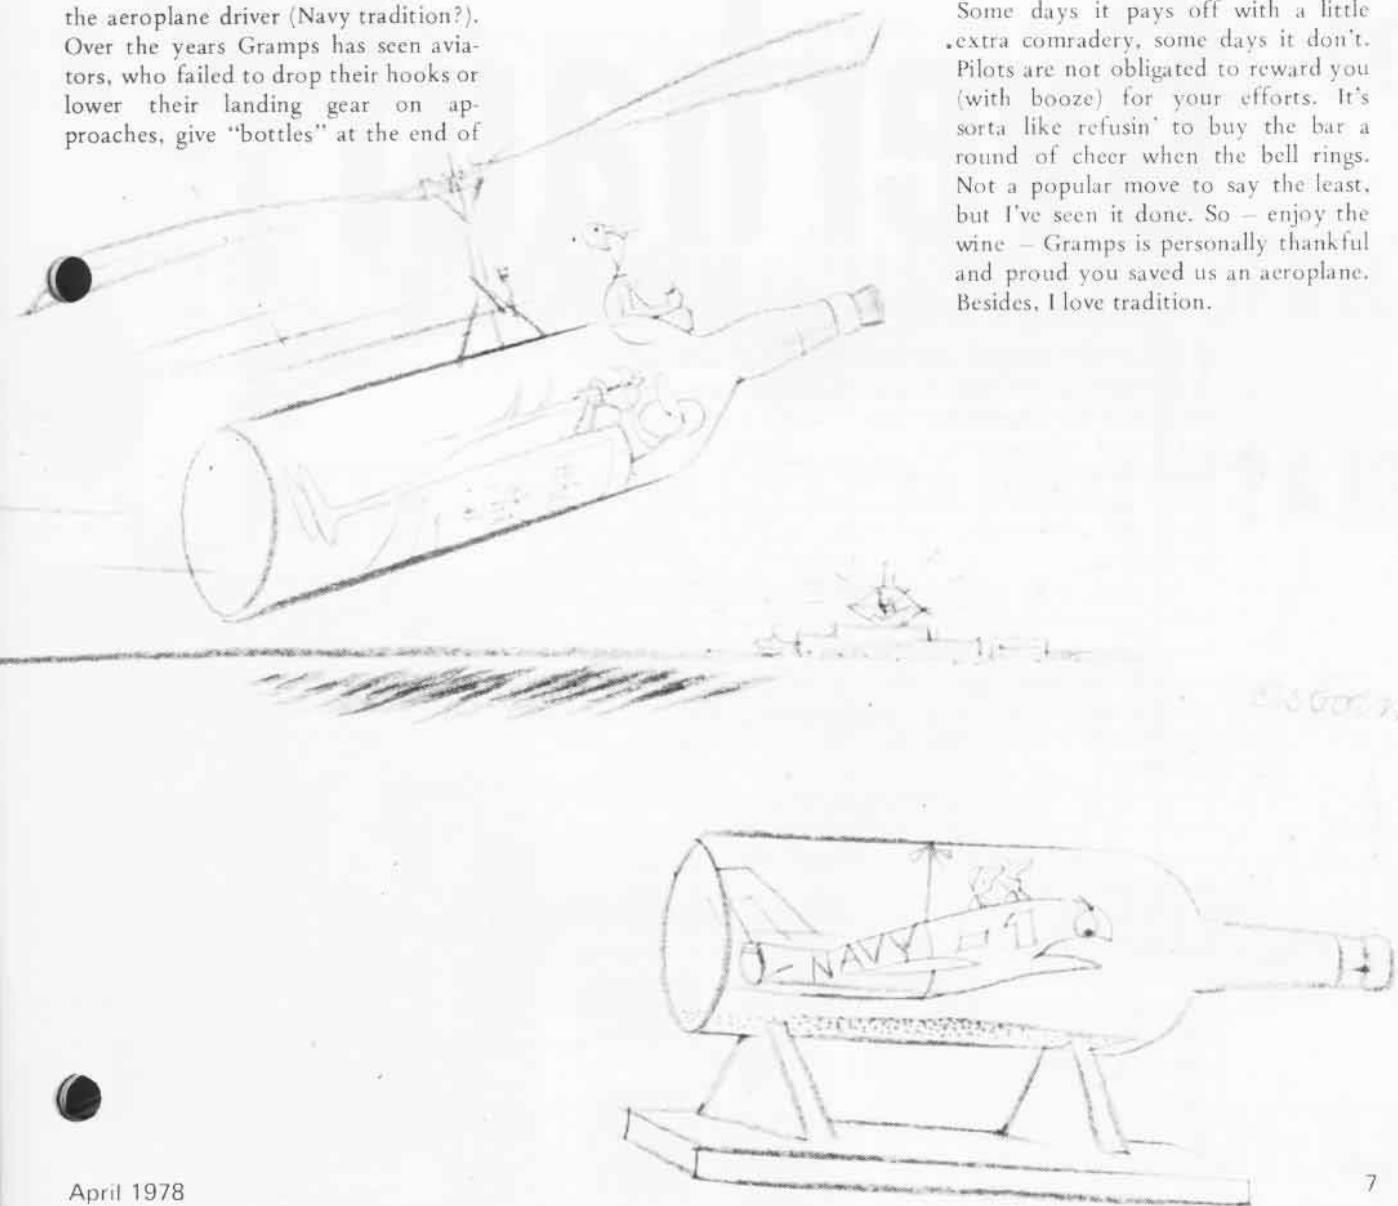 the aeroplane driver (Navy tradition?).
Over the years Gramps has seen avia-
tors, who failed to drop their hooks or
lower their landing gear on ap-
proaches, give “bottles” at the end of
Some days it pays off with a little
extra comradery, some days it don't.
Pilots are not obligated to reward you
(with booze) for your efforts. It's
sorta like refusin' to buy the bar a
round of cheer when the bell rings.
Not a popular move to say the least,
but I've seen it done. So – enjoy the
wine – Gramps is personally thankful
and proud you saved us an aeroplane.
Besides, I love tradition.
NAVY
April 1978
7